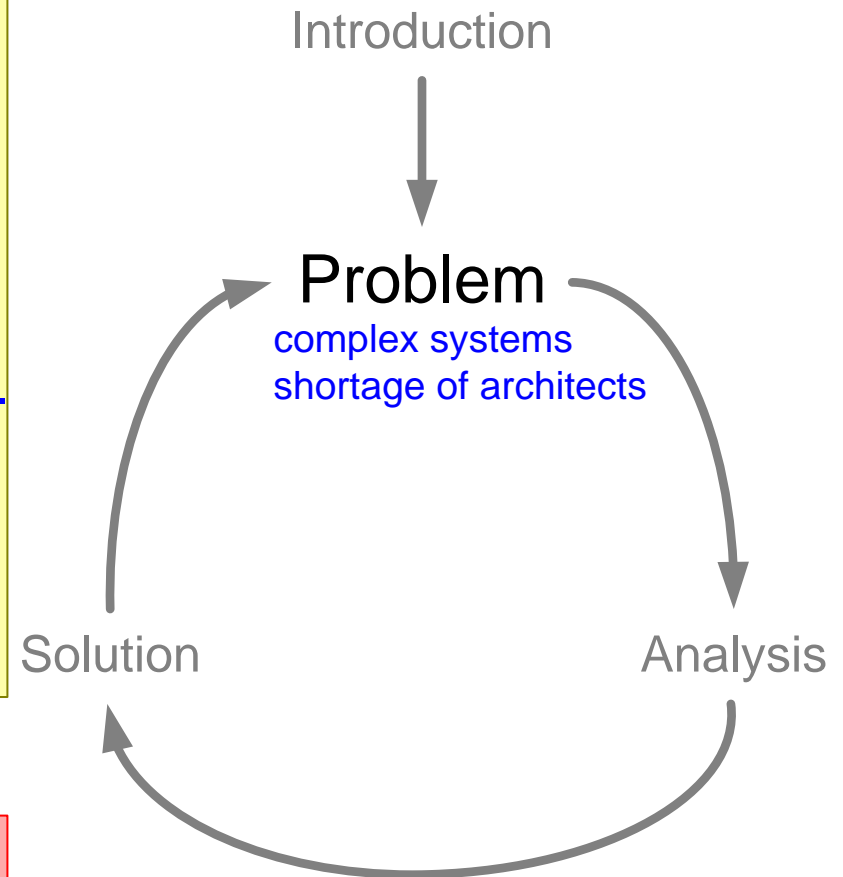 Introduction
Problem
complex systems
shortage of architects
Solution
Analysis